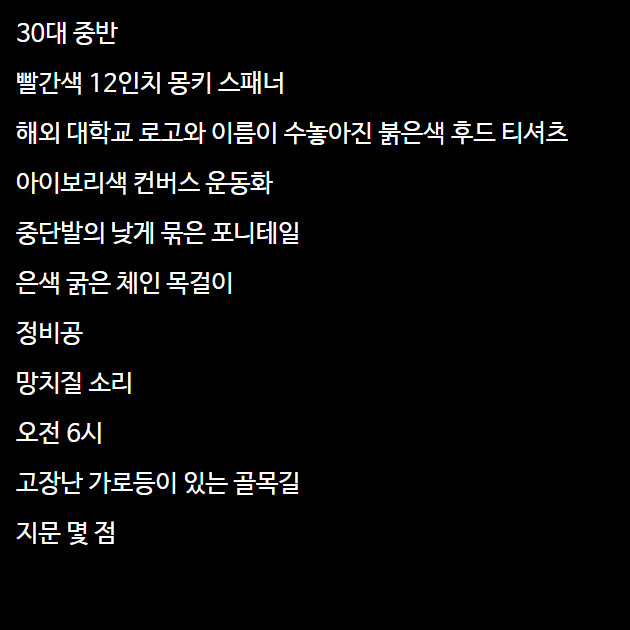 30대 중반
빨간색 12인치 몽키 스패너
해외 대학교 로고와 이름이 수놓아진 붉은색 후드 티셔츠
아이보리색 컨버스 운동화
중단발의 낮게 묶은 포니테일
은색 굵은 체인 목걸이
정비공
망치질 소리
오전 6시
고장난 가로등이 있는 골목길
지문 몇 점